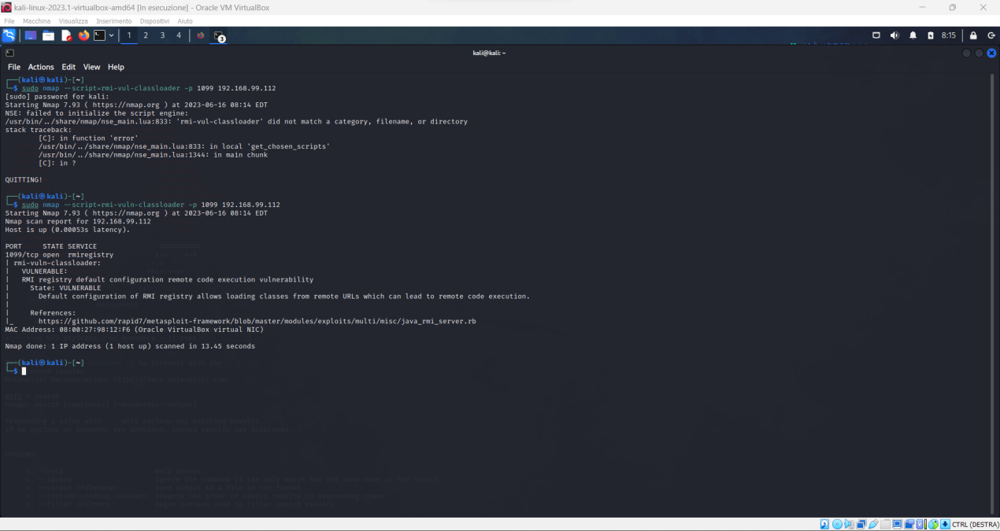 kali-linux-2023.1-virtualbox-amd64 [In esecuzione] - Oracle VM VirtualBox
File Macchina Visualizza Inserimento Dispositivi Aiuto
1 2 3 4 3 8:15
kali@kali: ~
File Actions Edit View Help
┌──(kali㉿kali)-[~]
└─$ sudo nmap --script=rmi-vul-classloader -p 1099 192.168.99.112
[sudo] password for kali:
Starting Nmap 7.93 ( https://nmap.org ) at 2023-06-16 08:14 EDT
NSE: failed to initialize the script engine:
/usr/bin/../share/nmap/nse_main.lua:833: 'rmi-vul-classloader' did not match a category, filename, or directory
stack traceback:
[C]: in function 'error'
/usr/bin/../share/nmap/nse_main.lua:833: in local 'get_chosen_scripts'
/usr/bin/../share/nmap/nse_main.lua:1344: in main chunk
[C]: in ?
QUITTING!
┌──(kali㉿kali)-[~]
└─$ sudo nmap --script=rmi-vuln-classloader -p 1099 192.168.99.112
Starting Nmap 7.93 ( https://nmap.org ) at 2023-06-16 08:14 EDT
Nmap scan report for 192.168.99.112
Host is up (0.00053s latency).
PORT STATE SERVICE
1099/tcp open rmiregistry
| rmi-vuln-classloader:
| VULNERABLE:
| RMI registry default configuration remote code execution vulnerability
| State: VULNERABLE
| Default configuration of RMI registry allows loading classes from remote URLs which can lead to remote code execution.
|
| References:
|_ https://github.com/rapid7/metasploit-framework/blob/master/modules/exploits/multi/misc/java_rmi_server.rb
MAC Address: 08:00:27:98:12:F6 (Oracle VirtualBox virtual NIC)
Nmap done: 1 IP address (1 host up) scanned in 13.45 seconds
┌──(kali㉿kali)-[~]
└─$
CTRL (DESTRA)